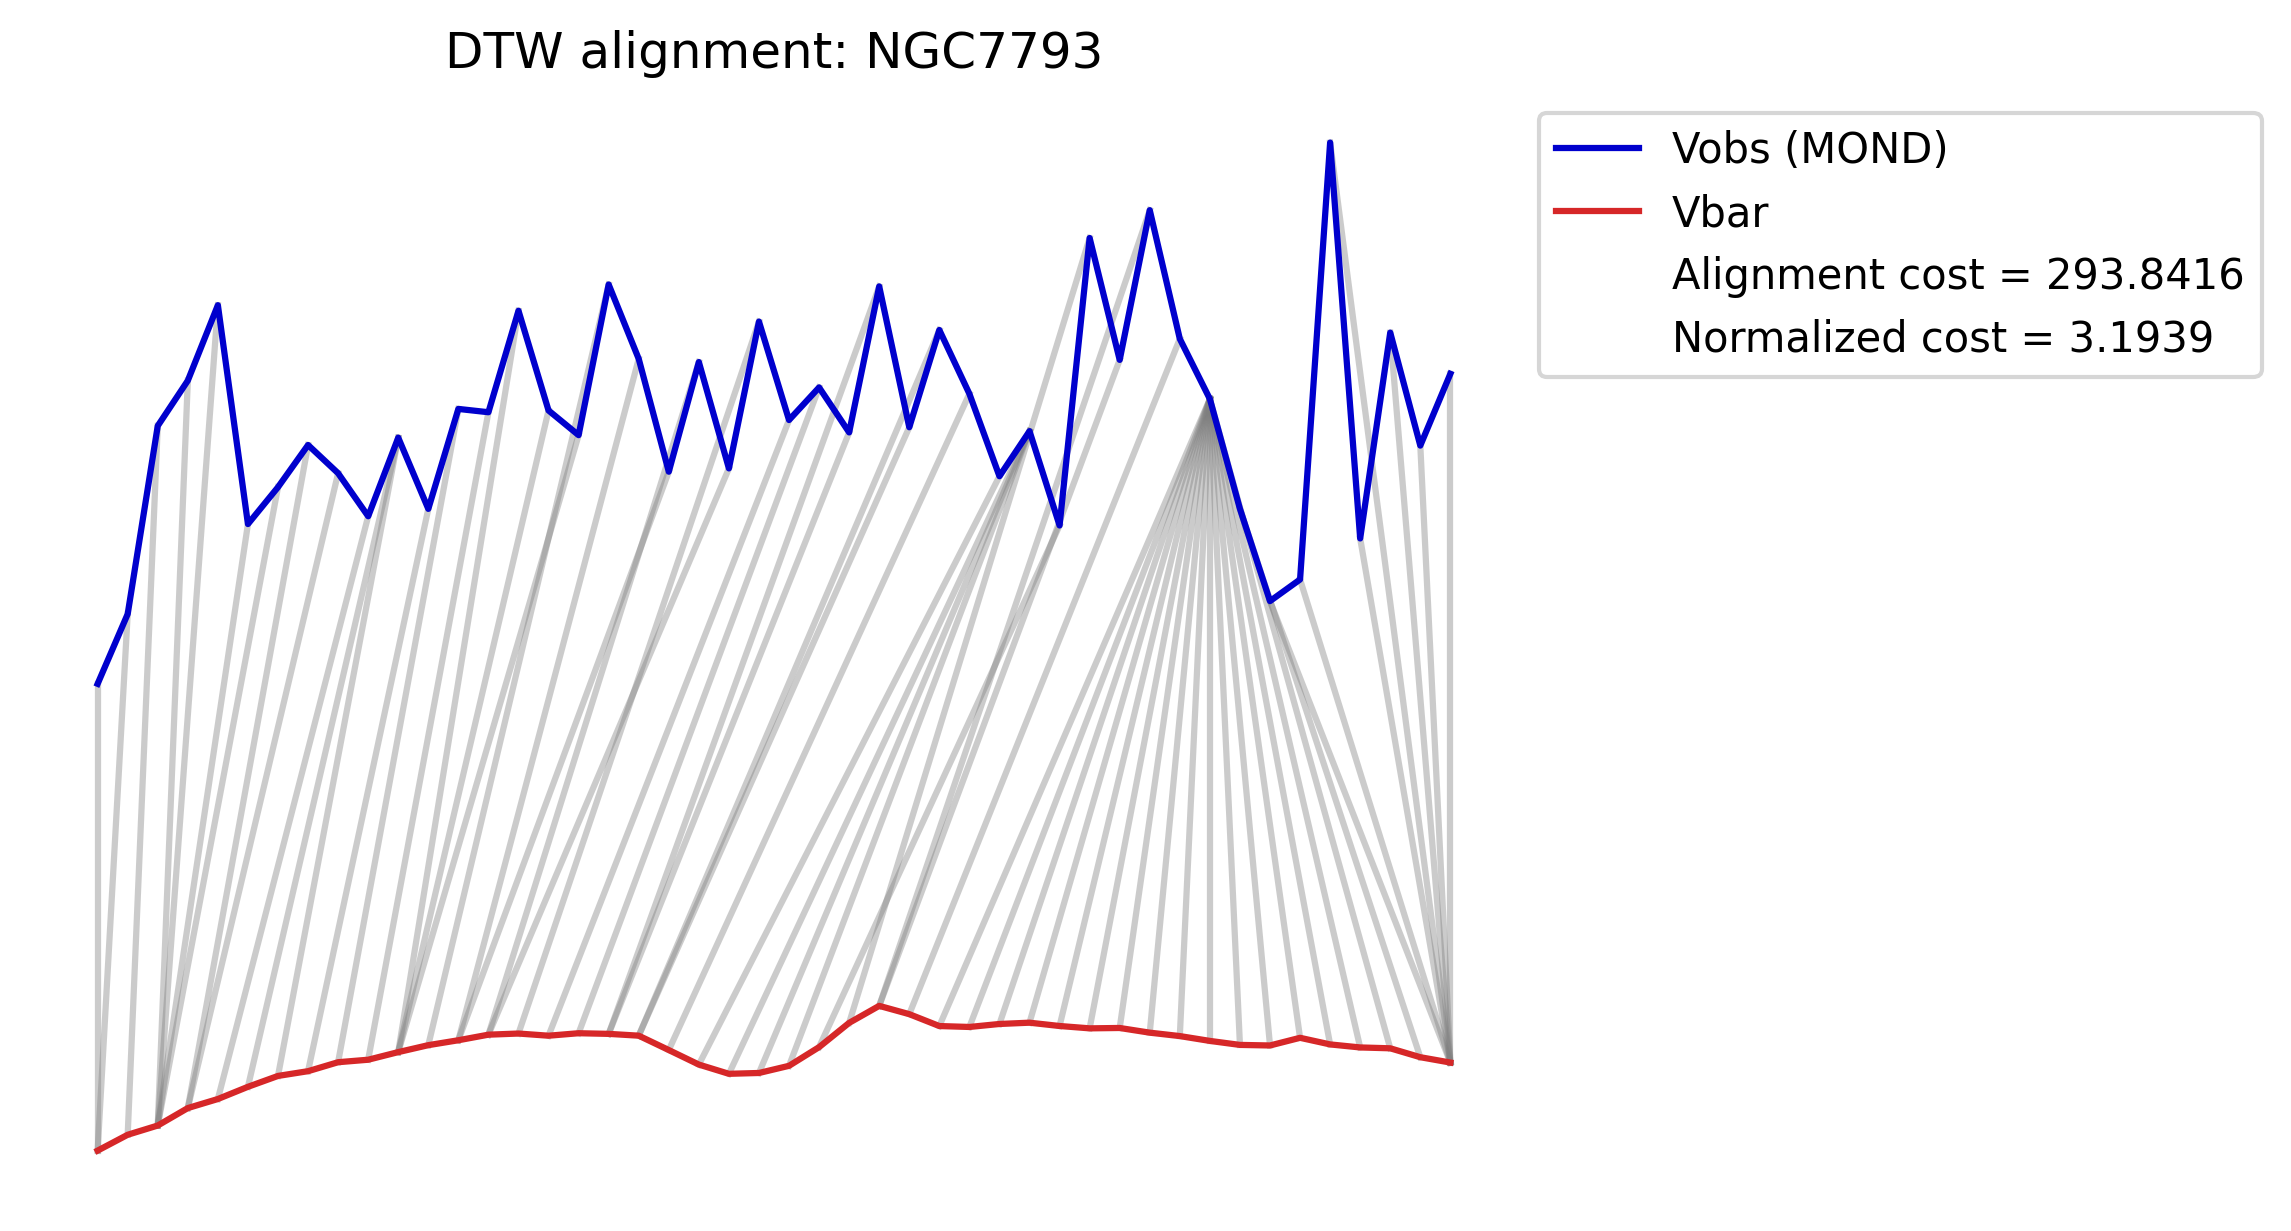 DTW alignment: NGC7793
Vobs (MOND)
Vbar
Alignment cost = 293.8416
Normalized cost = 3.1939